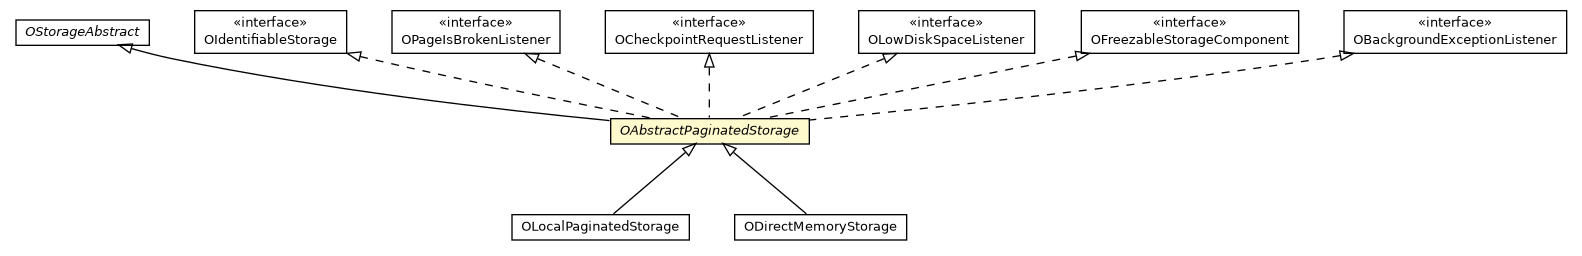 OStorageAbstract
«interface»
OIdentifiableStorage
«interface»
OPageIsBrokenListener
«interface»
OCheckpointRequestListener
«interface»
OLowDiskSpaceListener
«interface»
OFreezableStorageComponent
«interface»
OBackgroundExceptionListener
OAbstractPaginatedStorage
OLocalPaginatedStorage
ODirectMemoryStorage